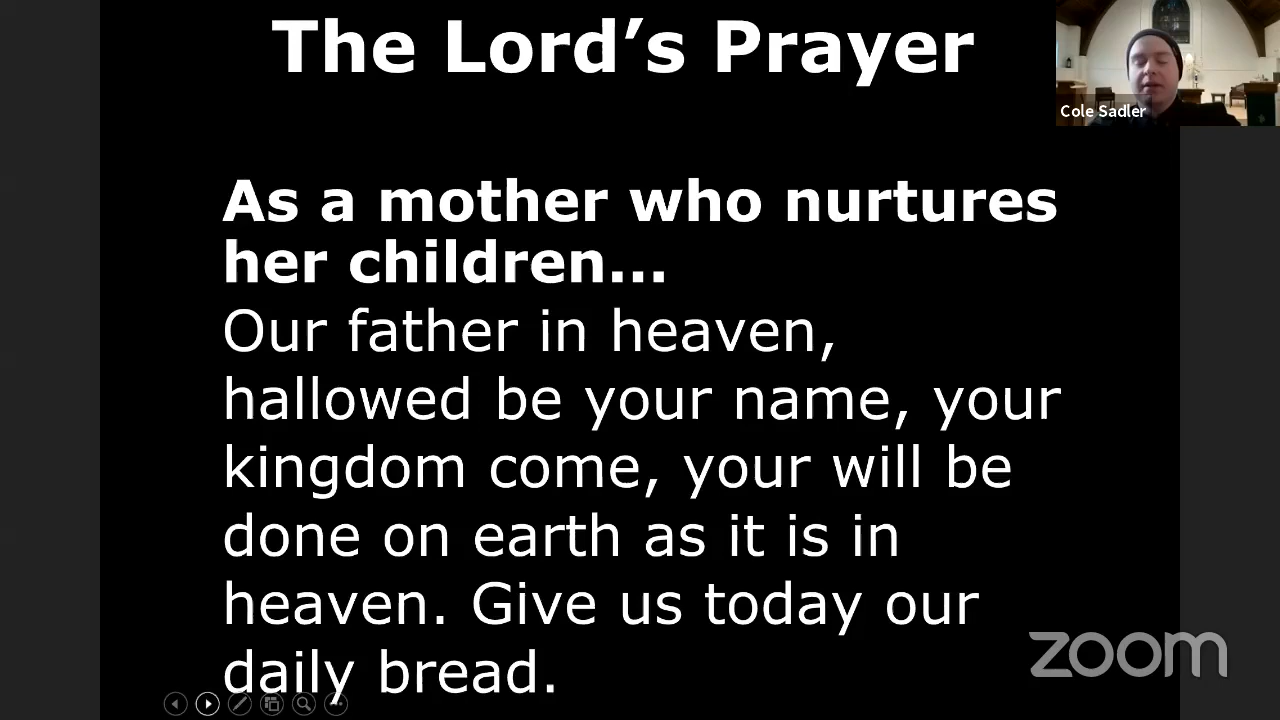 The Lord’s Prayer
Cole Sadler
As a mother who nurtures
her children...
Our father in heaven,
hallowed be your name, your
kingdom come, your will be
done on earth as it is in
heaven. Give us today our
daily bread.
zoom